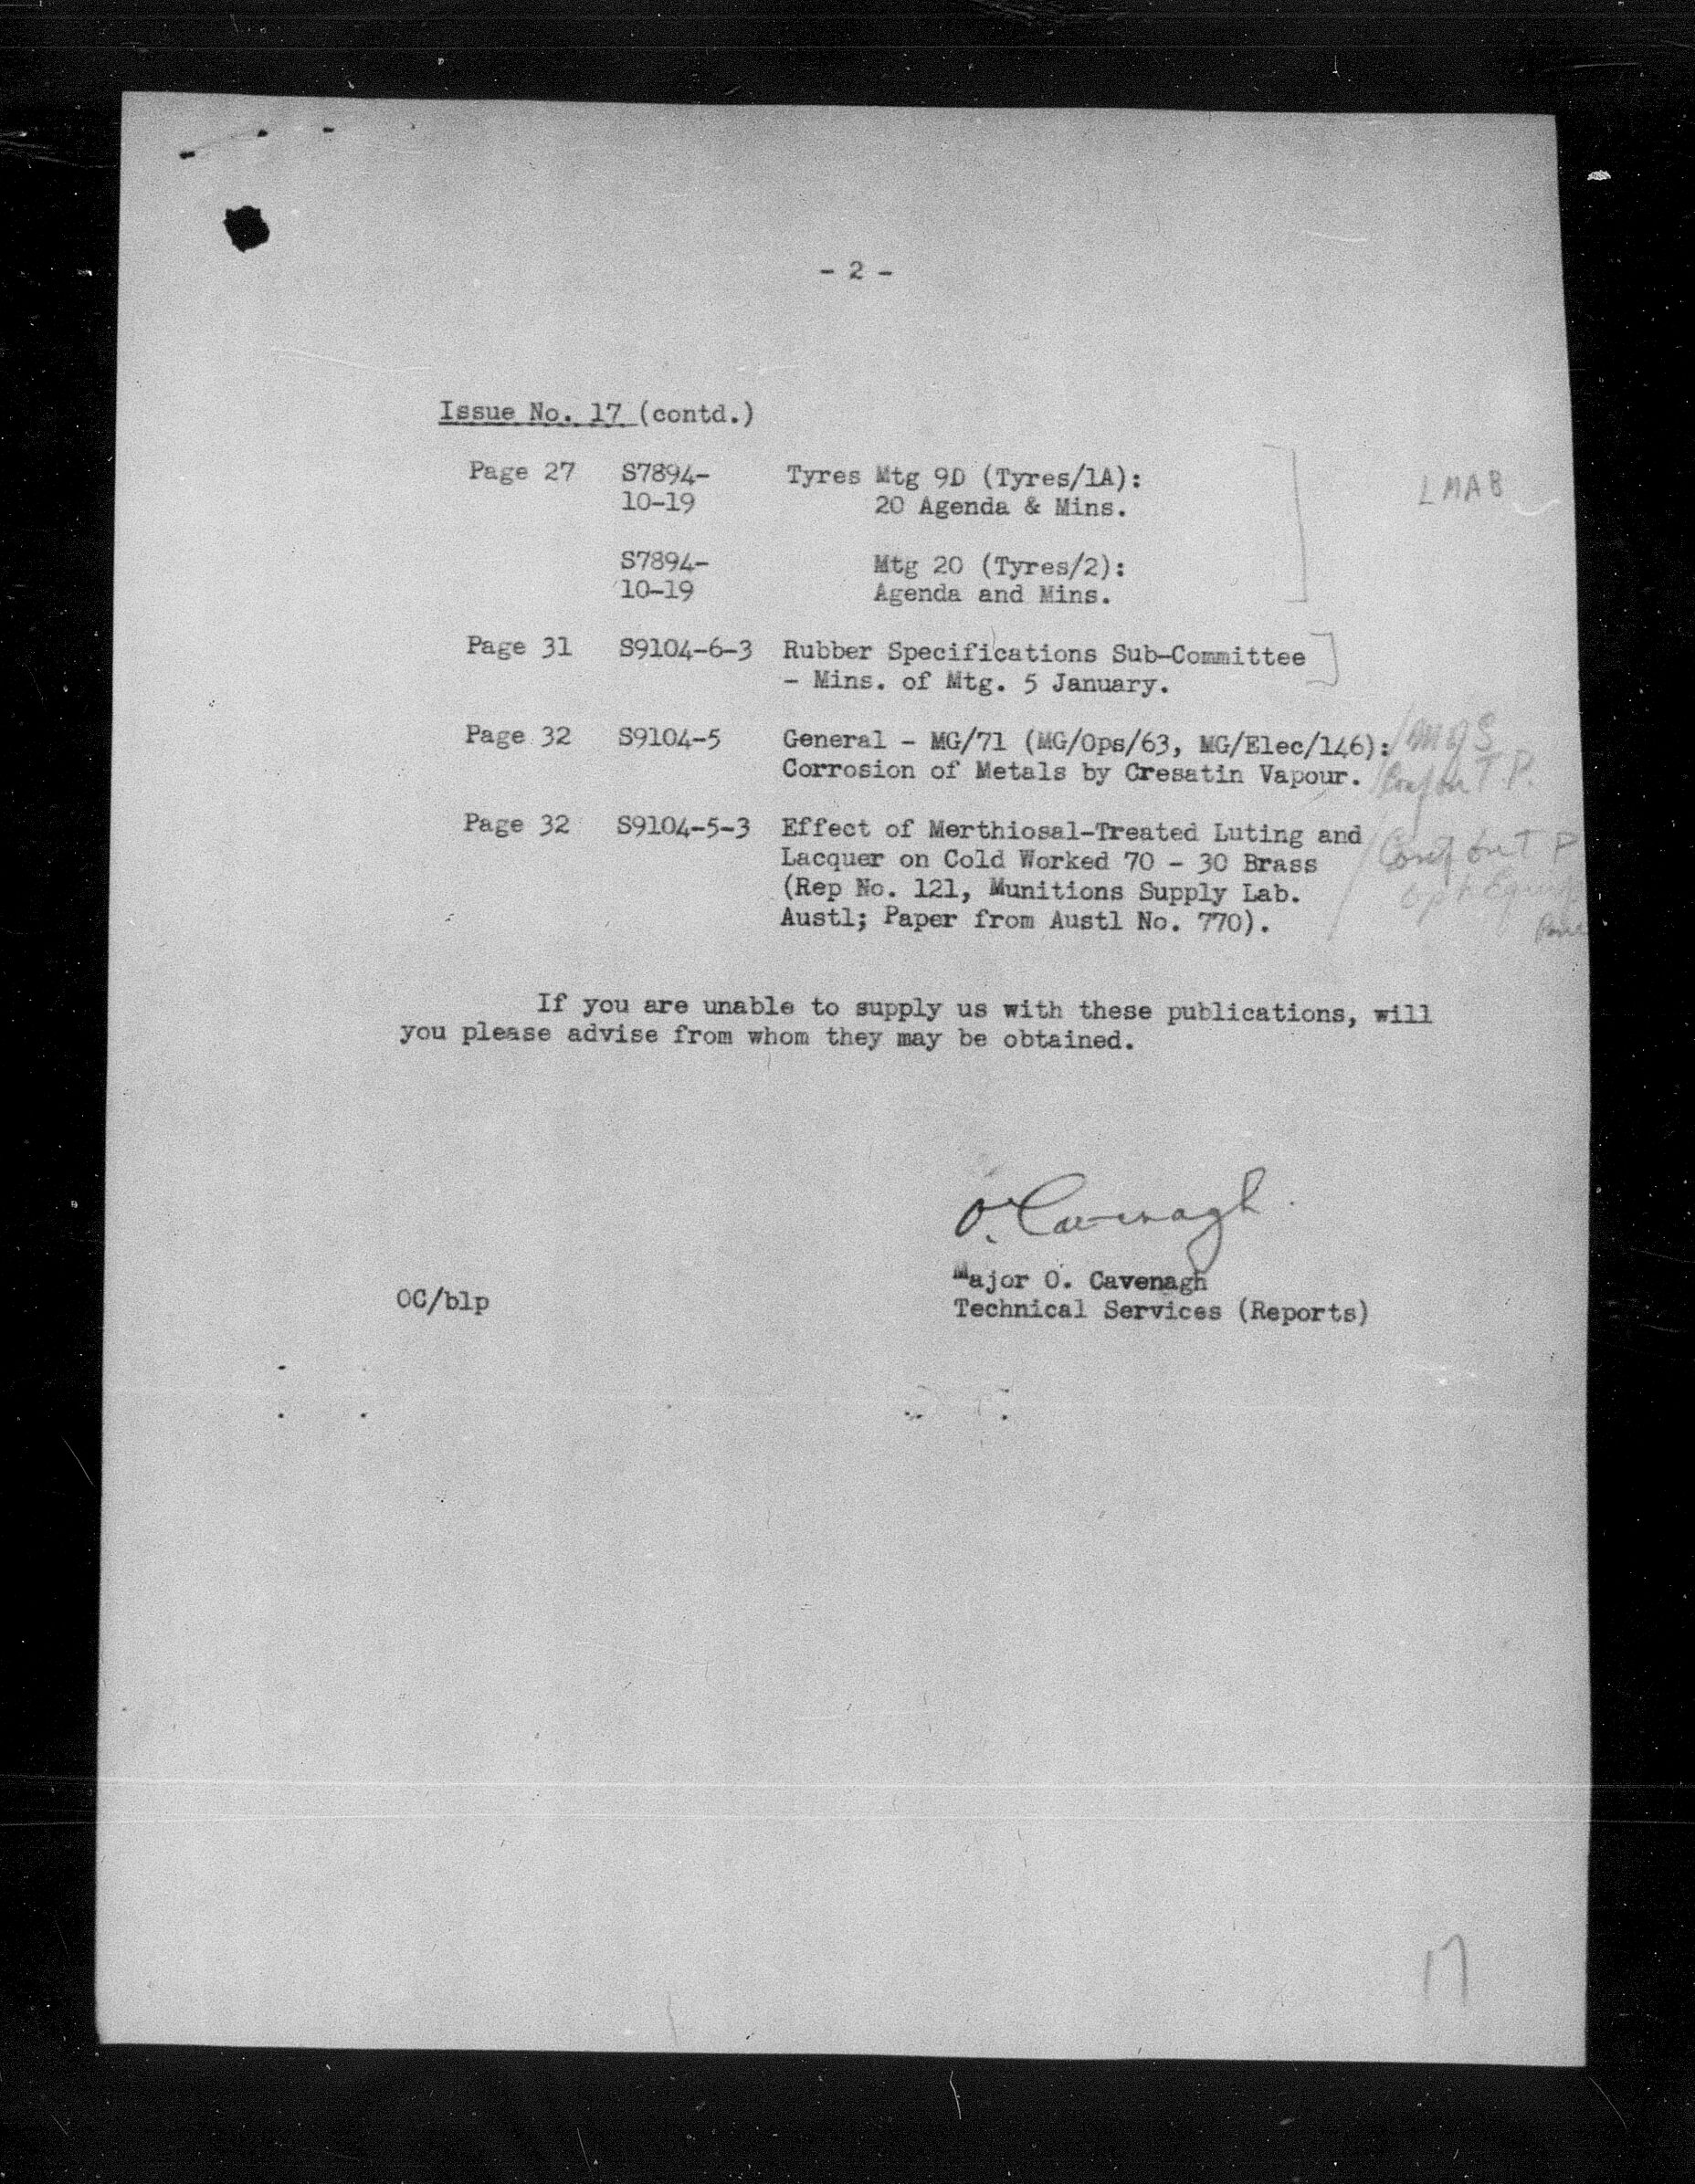 - 2 -
Issue No. 17 (contd.)
Page 27 S7894- Tyres Mtg 9D (Tyres/1A):
10-19 20 Agenda & Mins.
LMAB
S7894- Mtg 20 (Tyres/2):
10-19 Agenda and Mins.
Page 31 S9104-6-3 Rubber Specifications Sub-Committee
- Mins. of Mtg. 5 January.
Page 32 S9104-5 General - MG/71 (MG/Ops/63, MG/Elec/146):
Corrosion of Metals by Cresatin Vapour. T.P.
Page 32 S9104-5-3 Effect of Merthiosal-Treated Luting and
Lacquer on Cold Worked 70 - 30 Brass T P
(Rep No. 121, Munitions Supply Lab.
Austl; Paper from Austl No. 770).
If you are unable to supply us with these publications, will
you please advise from whom they may be obtained.
O. Cavenagh
Major O. Cavenagh
OC/blp
Technical Services (Reports)